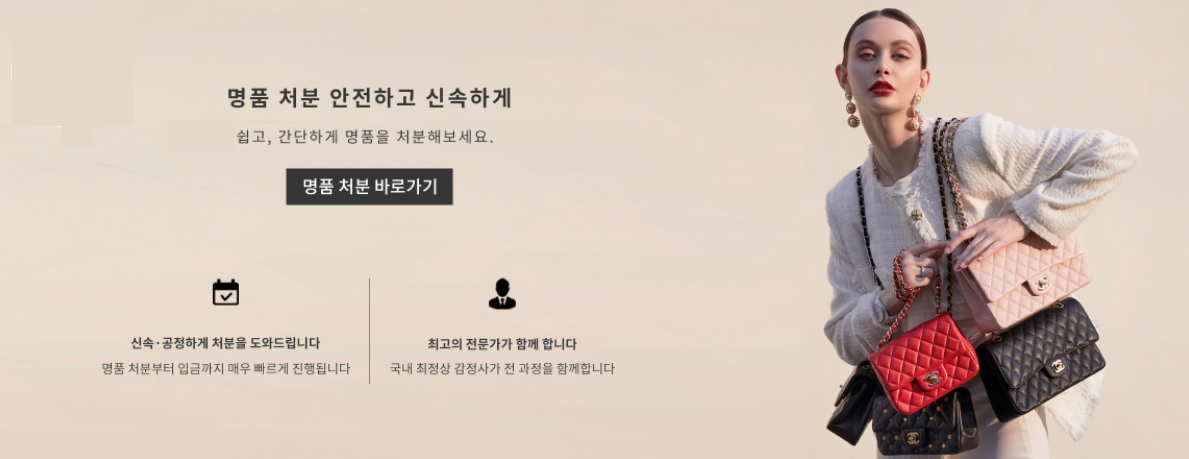 명품 처분 안전하고 신속하게
쉽고, 간단하게 명품을 처분해보세요.
명품 처분 바로가기
신속·공정하게 처분을 도와드립니다
명품 처분부터 입금까지 매우 빠르게 진행됩니다
최고의 전문가가 함께 합니다
국내 최정상 감정사가 전 과정을 함께합니다